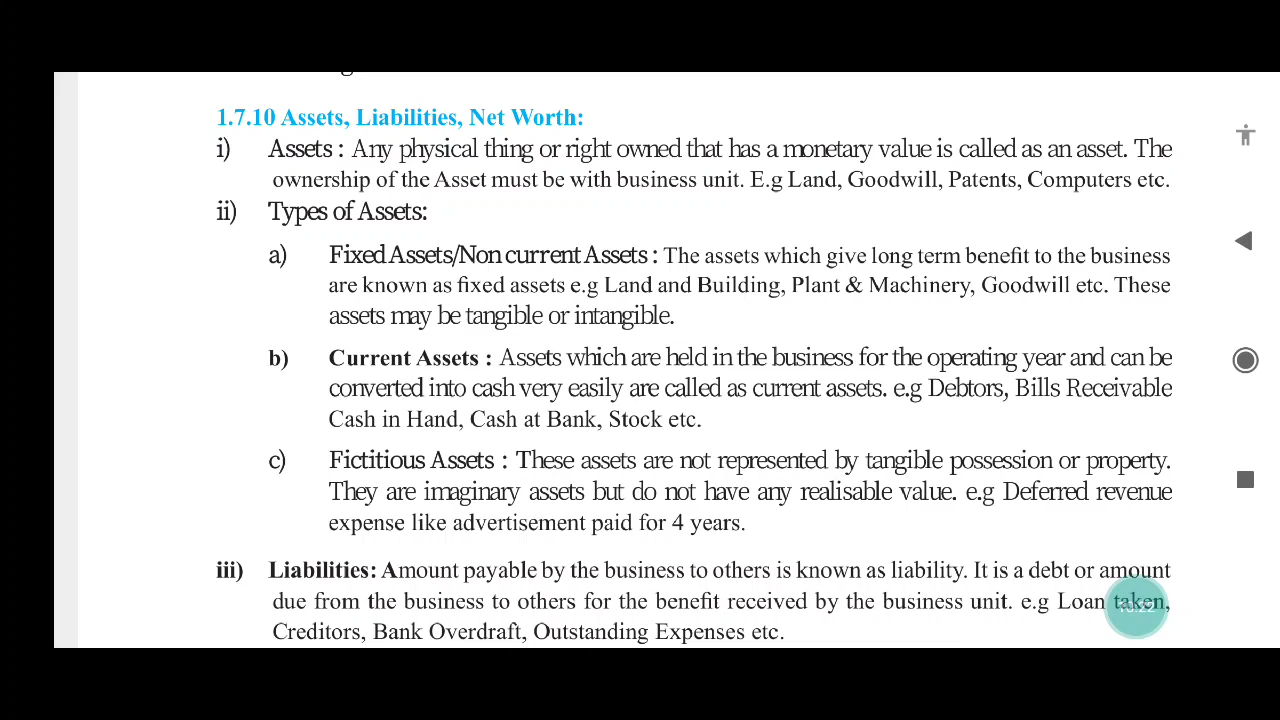 1.7.10 Assets, Liabilities, Net Worth:
i) Assets : Any physical thing or right owned that has a monetary value is called as an asset. The
ownership of the Asset must be with business unit. E.g Land, Goodwill, Patents, Computers etc.
ii) Types of Assets:
a) Fixed Assets/Non current Assets : The assets which give long term benefit to the business
are known as fixed assets e.g Land and Building, Plant & Machinery, Goodwill etc. These
assets may be tangible or intangible.
b) Current Assets : Assets which are held in the business for the operating year and can be
converted into cash very easily are called as current assets. e.g Debtors, Bills Receivable
Cash in Hand, Cash at Bank, Stock etc.
c) Fictitious Assets : These assets are not represented by tangible possession or property.
They are imaginary assets but do not have any realisable value. e.g Deferred revenue
expense like advertisement paid for 4 years.
iii) Liabilities: Amount payable by the business to others is known as liability. It is a debt or amount
due from the business to others for the benefit received by the business unit. e.g Loan taken,
Creditors, Bank Overdraft, Outstanding Expenses etc.